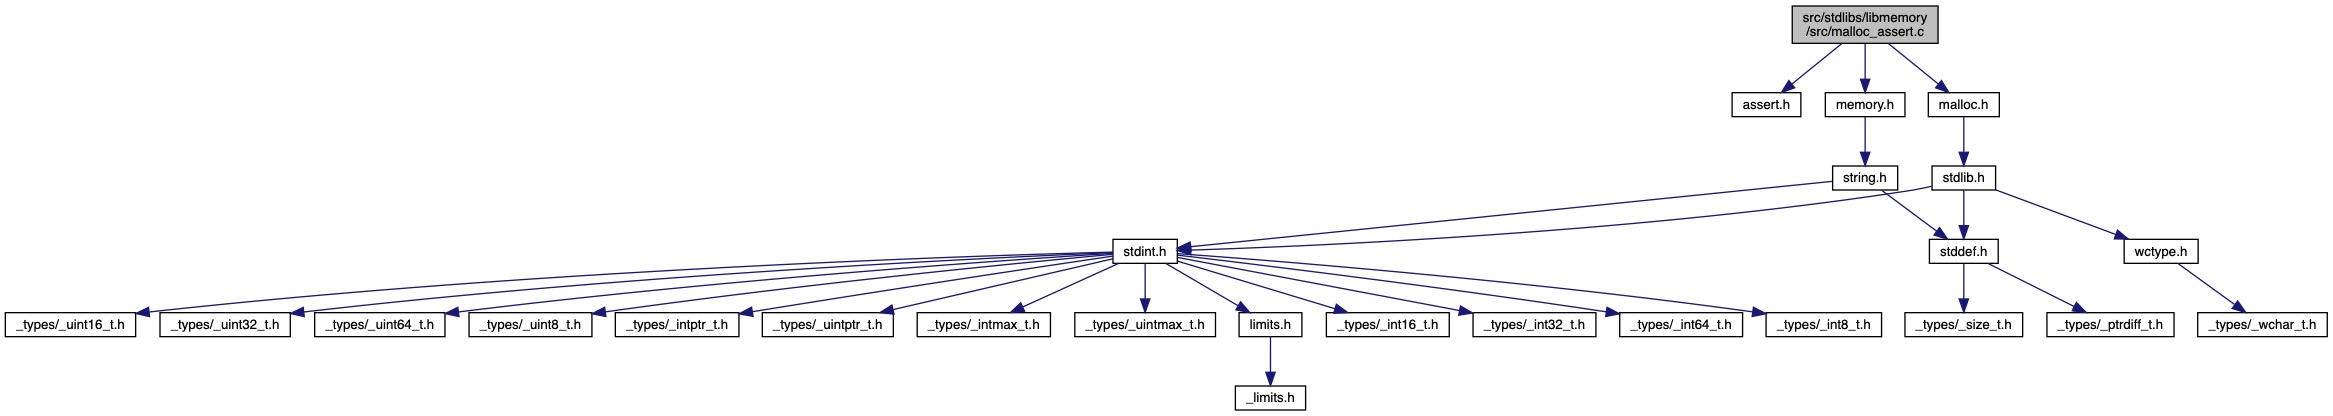 src/stdlibs/libmemory
/src/malloc_assert.c
assert.h
memory.h
malloc.h
string.h
stdlib.h
stdint.h
stddef.h
wctype.h
_types/_uint16_t.h
_types/_uint32_t.h
_types/_uint64_t.h
_types/_uint8_t.h
_types/_intptr_t.h
_types/_uintptr_t.h
_types/_intmax_t.h
_types/_uintmax_t.h
limits.h
_types/_int16_t.h
_types/_int32_t.h
_types/_int64_t.h
_types/_int8_t.h
_types/_size_t.h
_types/_ptrdiff_t.h
_types/_wchar_t.h
_limits.h